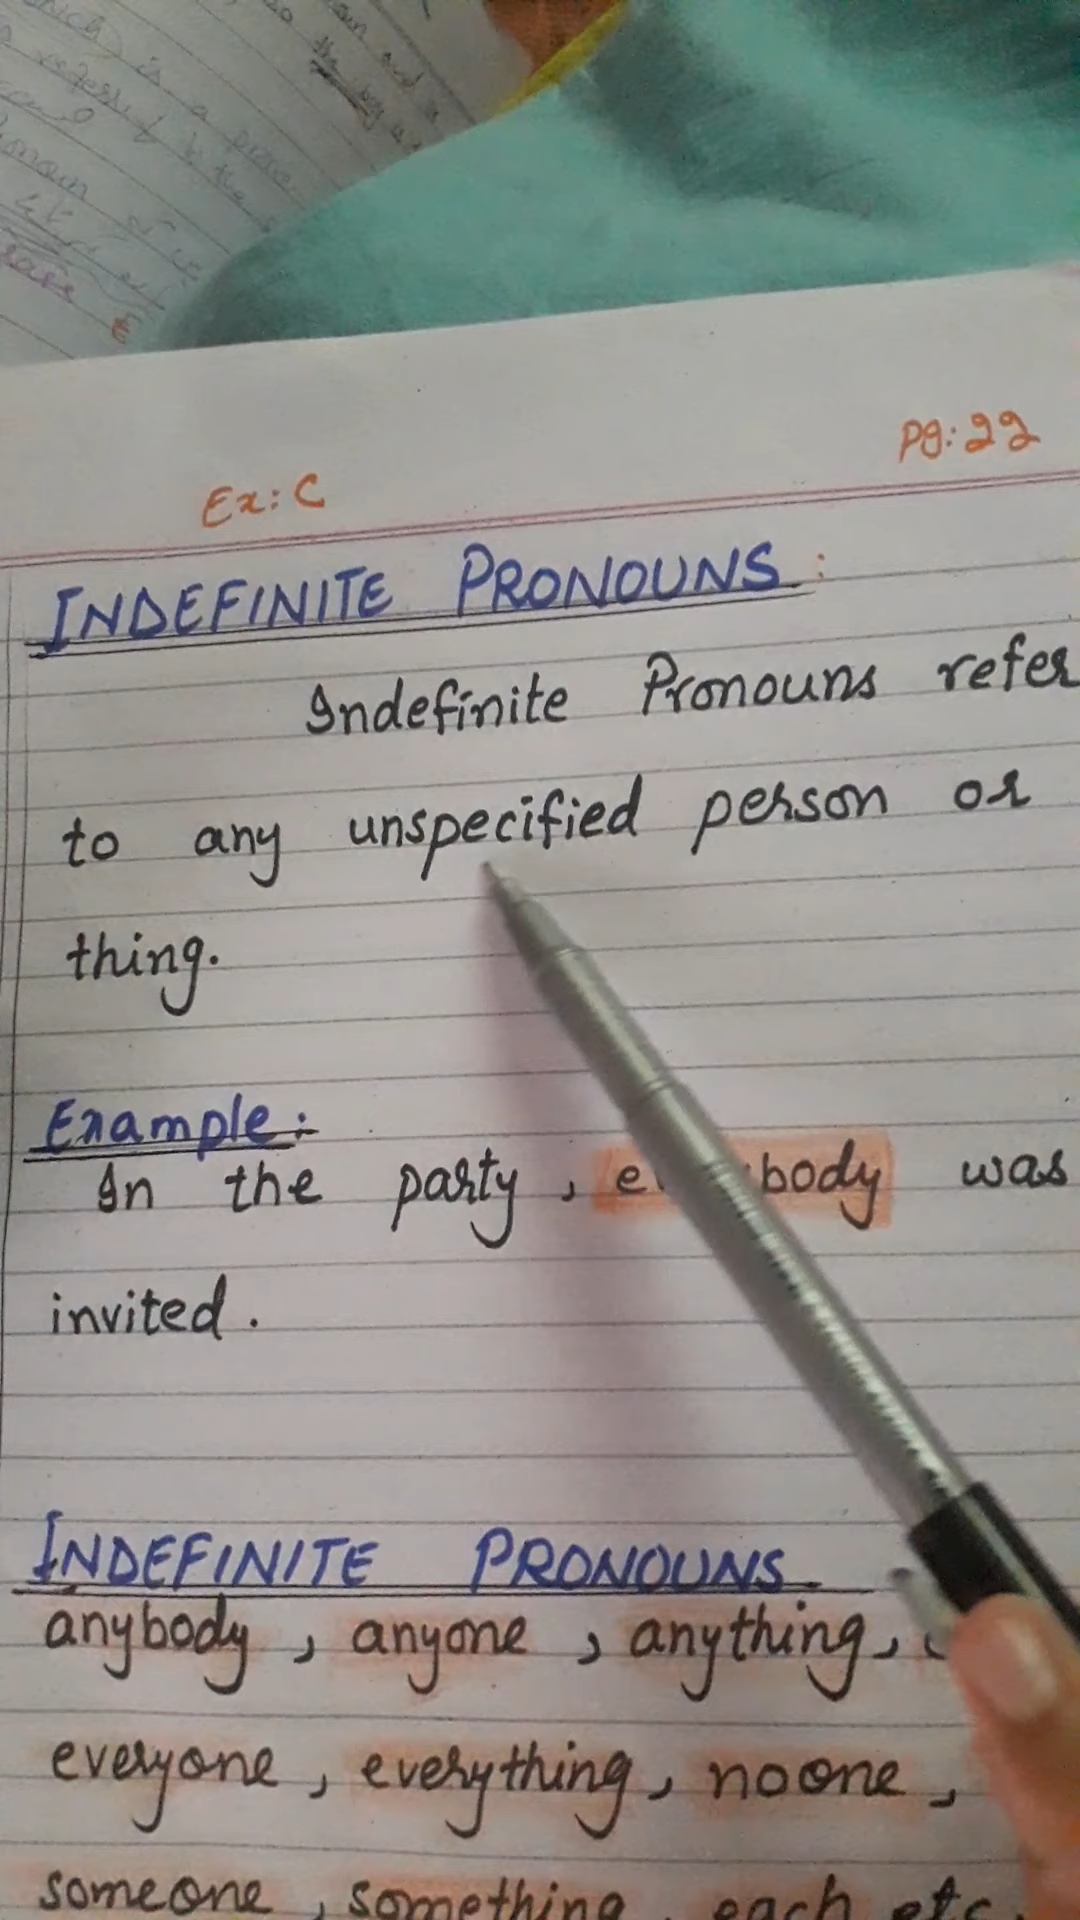 Pg: 22
Ex: C
INDEFINITE PRONOUNS:
Indefinite Pronouns refer
to any unspecified person or
thing.
Example:
In the party, body was
invited.
INDEFINITE PRONOUNS
anybody, anyone, anything,
everyone, everything, noone,
someone, something, each etc.